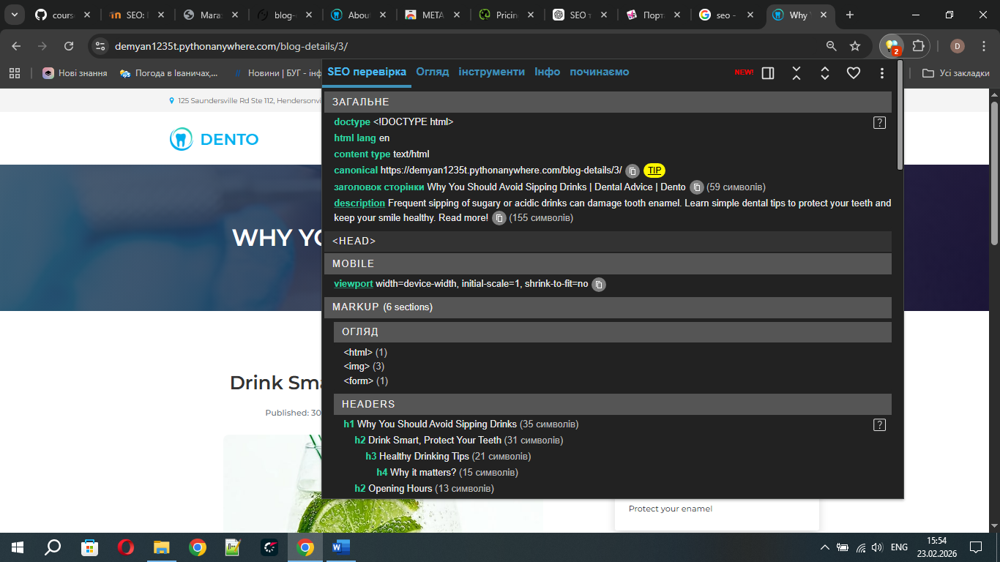 cours
SEO: I
Мага
blog-
About
META
Pricin
SEO т
Порт
seo -
Why
demyan1235t.pythonanywhere.com/blog-details/3/
2
D
Нові знання
Погода в Іваничах,...
Новини | БУГ - інф
Усі закладки
SEO перевірка
Огляд
інструменти
Інфо
починаємо
NEW!
125 Saundersville Rd Ste 112, Hendersonvi
DENTO
WHY YO
Drink Sma
Published: 30
ЗАГАЛЬНЕ
doctype <!DOCTYPE html>
?
html lang en
content type text/html
canonical https://demyan1235t.pythonanywhere.com/blog-details/3/ TIP
заголовок сторінки Why You Should Avoid Sipping Drinks | Dental Advice | Dento (59 символів)
description Frequent sipping of sugary or acidic drinks can damage tooth enamel. Learn simple dental tips to protect your teeth and
keep your smile healthy. Read more! (155 символів)
<HEAD>
MOBILE
viewport width=device-width, initial-scale=1, shrink-to-fit=no
MARKUP (6 sections)
ОГЛЯД
<html> (1)
<img> (3)
<form> (1)
HEADERS
h1 Why You Should Avoid Sipping Drinks (35 символів)
?
h2 Drink Smart, Protect Your Teeth (31 символів)
h3 Healthy Drinking Tips (21 символів)
h4 Why it matters? (15 символів)
h2 Opening Hours (13 символів)
Protect your enamel
ENG
15:54
23.02.2026